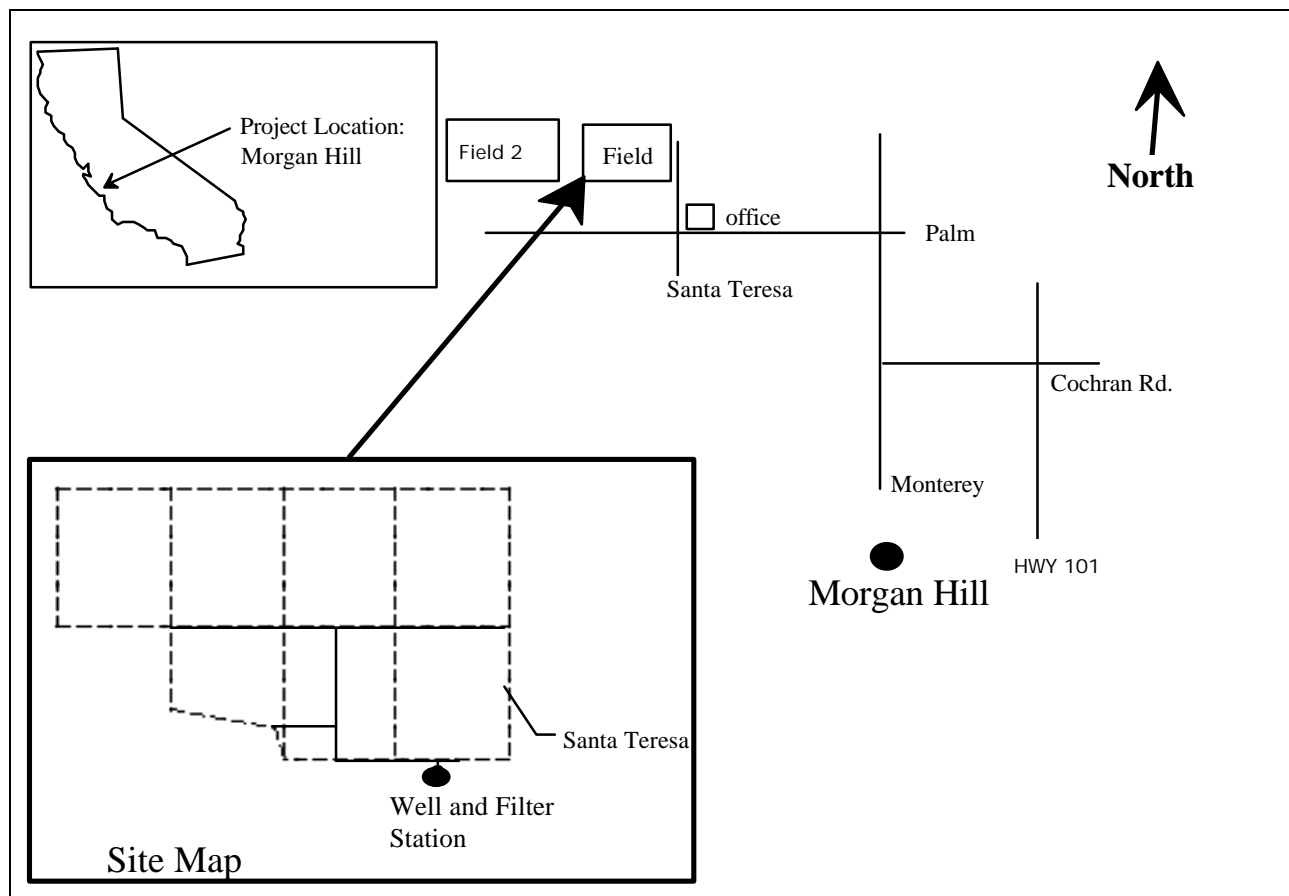 Project Location:
Morgan Hill
Field 2
Field
North
office
Palm
Santa Teresa
Cochran Rd.
Monterey
HWY 101
Morgan Hill
Santa Teresa
Well and Filter
Station
Site Map